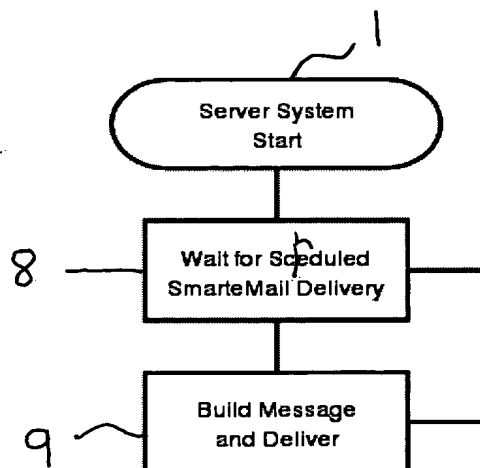 1
Server System
Start
8
Wait for Sceduled
SmarteMail Delivery
h
9
Build Message
and Deliver